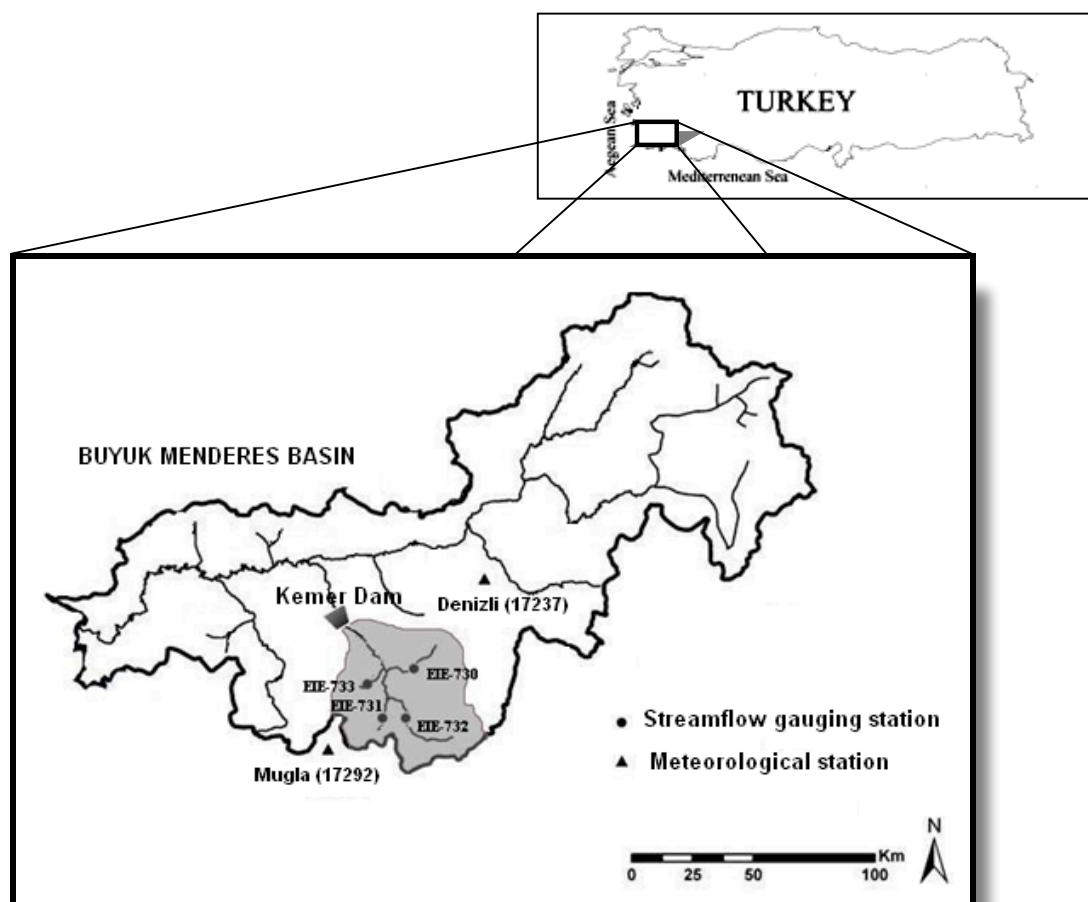 TURKEY
Aegean Sea
Mediterrenean Sea
BUYUK MENDERES BASIN
Kemer Dam
Denizli (17237)
EIE-730
EIE-733
EIE-731
EIE-732
Mugla (17292)
Streamflow gauging station
Meteorological station
N
Km
0 25 50 100